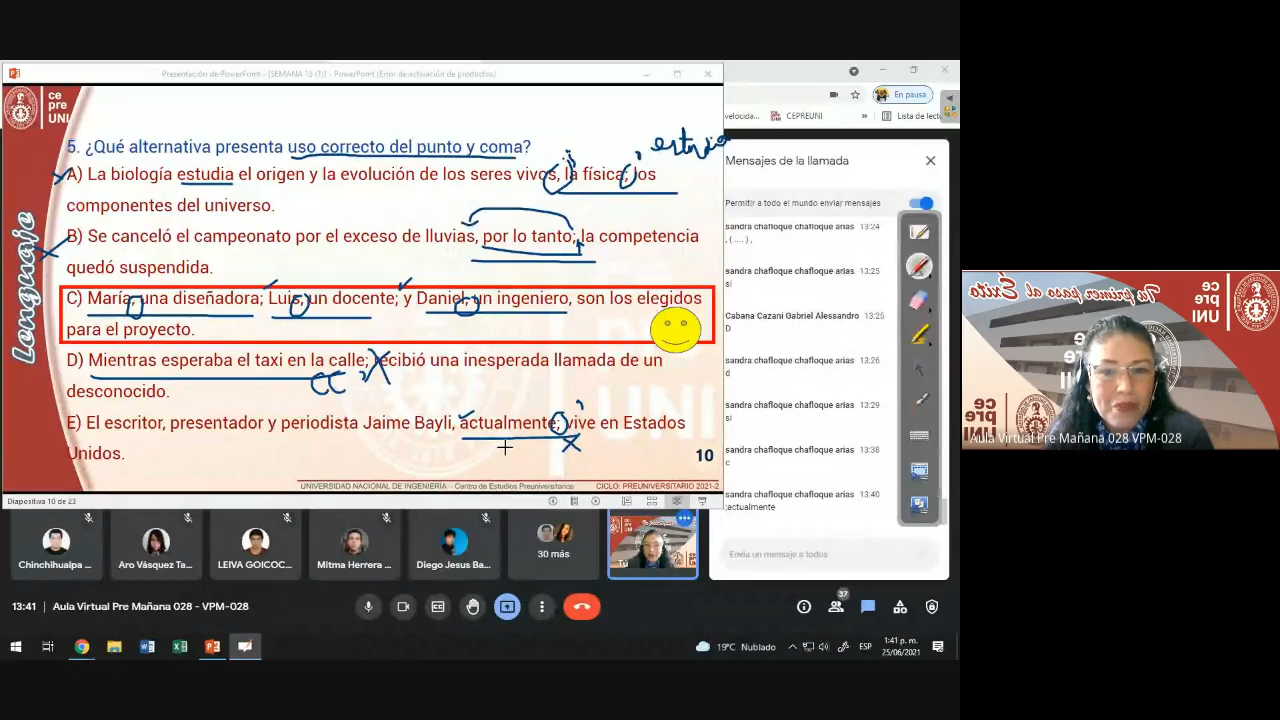 Presentación de PowerPoint - [SEMANA 15 (1)] - PowerPoint (Error de activación de productos)
ce
pre
UNI
En pausa
velocida...
CEPREUNI
»
Lista de lectu
5. ¿Qué alternativa presenta uso correcto del punto y coma?
estudia
A) La biología estudia el origen y la evolución de los seres vivos, la física; los
componentes del universo.
B) Se canceló el campeonato por el exceso de lluvias, por lo tanto; la competencia
quedó suspendida.
C) María, una diseñadora; Luis, un docente; y Daniel, un ingeniero, son los elegidos
para el proyecto.
D) Mientras esperaba el taxi en la calle; recibió una inesperada llamada de un
desconocido.
cc
E) El escritor, presentador y periodista Jaime Bayli, actualmente; vive en Estados
Unidos.
10
Lenguaje
UNIVERSIDAD NACIONAL DE INGENIERÍA – Centro de Estudios Preuniversitarios
CICLO: PREUNIVERSITARIO 2021-2
Diapositiva 10 de 23
Mensajes de la llamada
Permitir a todo el mundo enviar mensajes
sandra chafloque chafloque arias 13:24
, ( .... ) ,
sandra chafloque chafloque arias 13:25
si
Cabana Cazani Gabriel Alessandro 13:25
D
sandra chafloque chafloque arias 13:26
d
sandra chafloque chafloque arias 13:29
si
sandra chafloque chafloque arias 13:38
c
sandra chafloque chafloque arias 13:40
;actualmente
Envía un mensaje a todos
Tu primer paso al Éxito
ce
pre
UNI
Aula Virtual Pre Mañana 028 VPM-028
Chinchihualpa ...
Aro Vásquez Ta...
LEIVA GOICOC...
Mitma Herrera ...
Diego Jesus Ba...
30 más
Tú
13:41 Aula Virtual Pre Mañana 028 - VPM-028
37
19°C Nublado
ESP
1:41 p. m.
25/06/2021